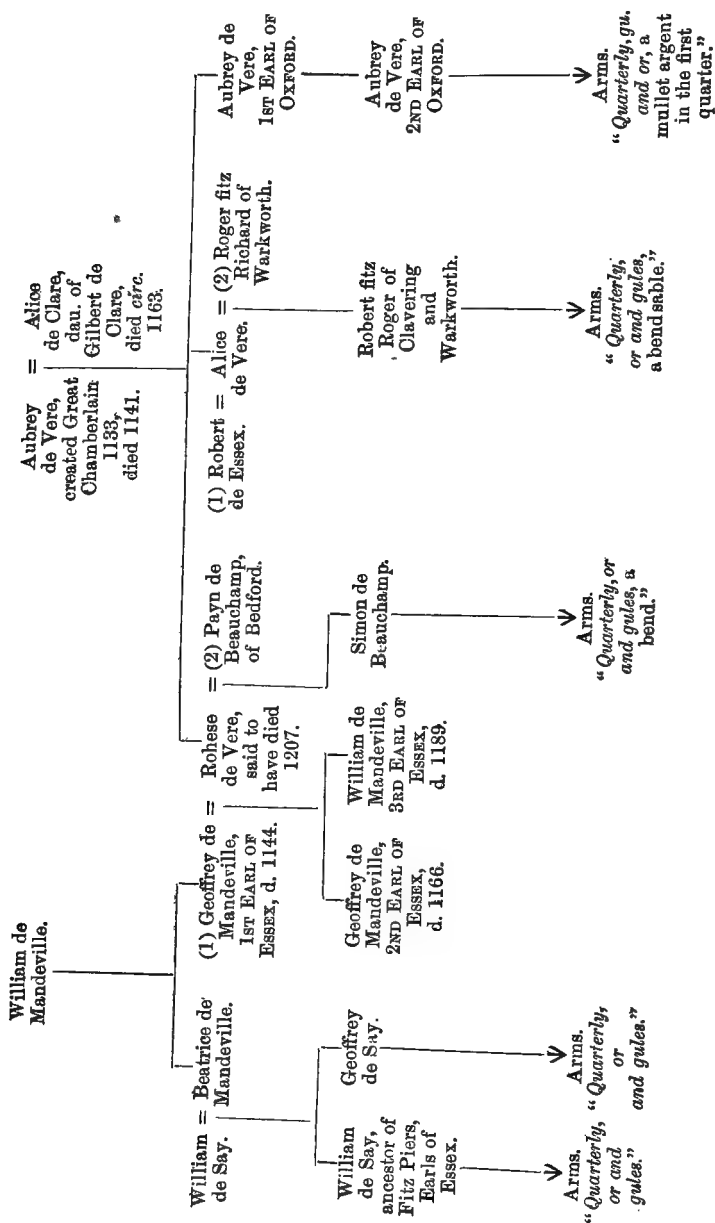 William de
Mandeville.
Aubrey
de Vere,
created Great
Chamberlain
1133,
died 1141.
=
Alice
de Clare,
dau. of
Gilbert de
Clare,
died circ.
1163.
William
de Say.
=
Beatrice de
Mandeville.
(1) Geoffrey de
Mandeville,
1ST EARL OF
ESSEX, d. 1144.
=
Rohese
de Vere,
said to
have died
1207.
= (2) Payn de
Beauchamp,
of Bedford.
(1) Robert
de Essex.
=
Alice
de Vere.
= (2) Roger fitz
Richard of
Warkworth.
Aubrey de
Vere,
1ST EARL OF
OXFORD.
William
de Say,
ancestor of
Fitz Piers,
Earls of
Essex.
Geoffrey
de Say.
Geoffrey de
Mandeville,
2ND EARL OF
ESSEX,
d. 1166.
William de
Mandeville,
3RD EARL OF
ESSEX,
d. 1189.
Simon de
Beauchamp.
Robert fitz
Roger of
Clavering
and
Warkworth.
Aubrey
de Vere,
2ND EARL OF
OXFORD.
Arms.
“Quarterly,
or and
gules.”
Arms.
“Quarterly,
or
and gules.”
Arms.
“Quarterly, or
and gules, a
bend.”
Arms.
“Quarterly,
or and gules,
a bend sable.”
Arms.
“Quarterly, gu.
and or, a
mullet argent
in the first
quarter.”